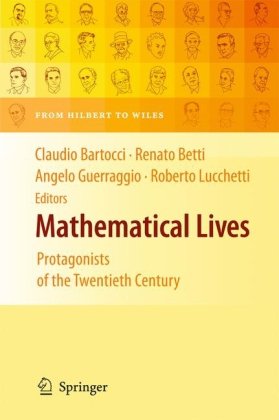 FROM HILBERT TO WILES
Claudio Bartocci · Renato Betti
Angelo Guerraggio · Roberto Lucchetti
Editors
Mathematical Lives
Protagonists
of the Twentieth Century
Springer